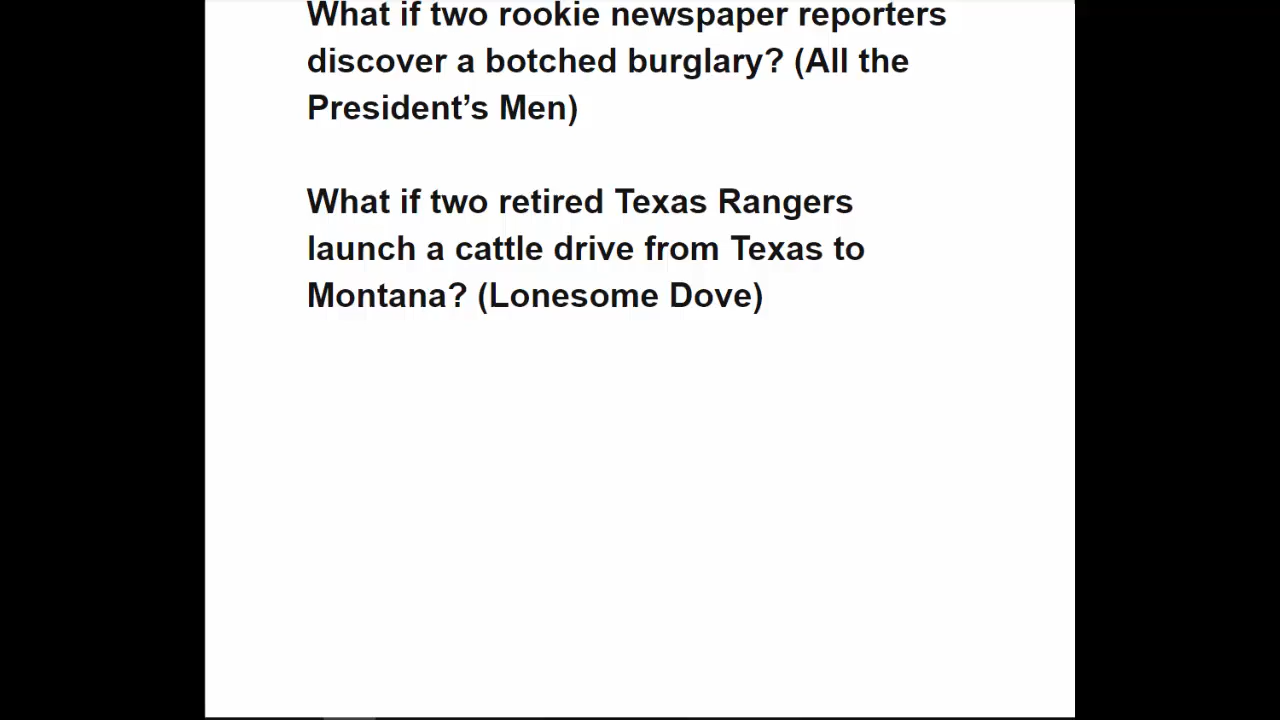 What if two rookie newspaper reporters
discover a botched burglary? (All the
President’s Men)
What if two retired Texas Rangers
launch a cattle drive from Texas to
Montana? (Lonesome Dove)